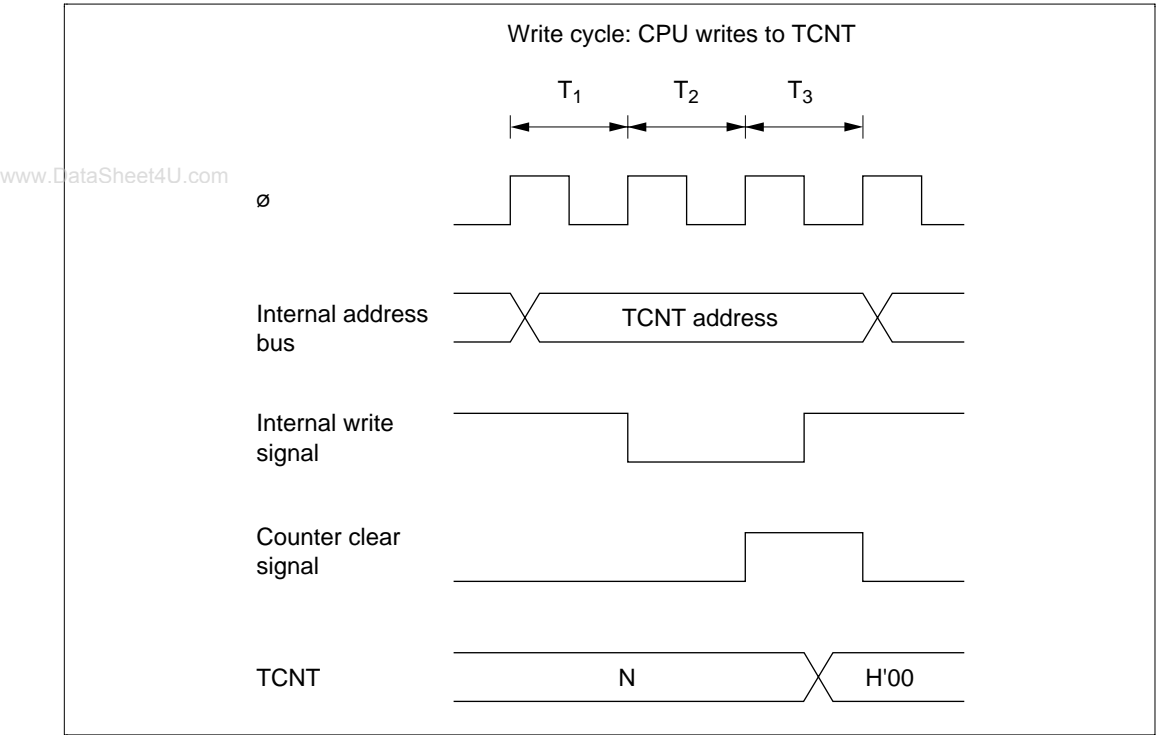 Write cycle: CPU writes to TCNT
T1 T2 T3
www.DataSheet4U.com
ø
Internal address
bus
TCNT address
Internal write
signal
Counter clear
signal
TCNT N H'00